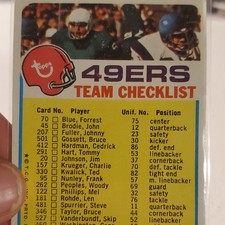 topps
49ERS
TEAM CHECKLIST
Card No. Player Unif. No. Position
70 Blue, Forrest 75 center
45 Brodie, John 12 quarterback
207 Fuller, Johnny 23 safety
501 Gossett, Bruce 30 kicker
412 Hardman, Cedrick 86 def. end
291 Hart, Tommy 53 linebacker
20 Johnson, Jim 37 cornerback
157 Krueger, Charlie 70 def. tackle
330 Kwalick, Ted 82 tight end
95 Nunley, Frank 57 mid. linebacker
262 Peoples, Woody 69 guard
122 Phillips, Mel 32 safety
461 Rohde, Len 76 tackle
481 Spurrier, Steve 11 quarterback
346 Taylor, Bruce 44 cornerback
527 Vanderbundt, Skip 52 linebacker